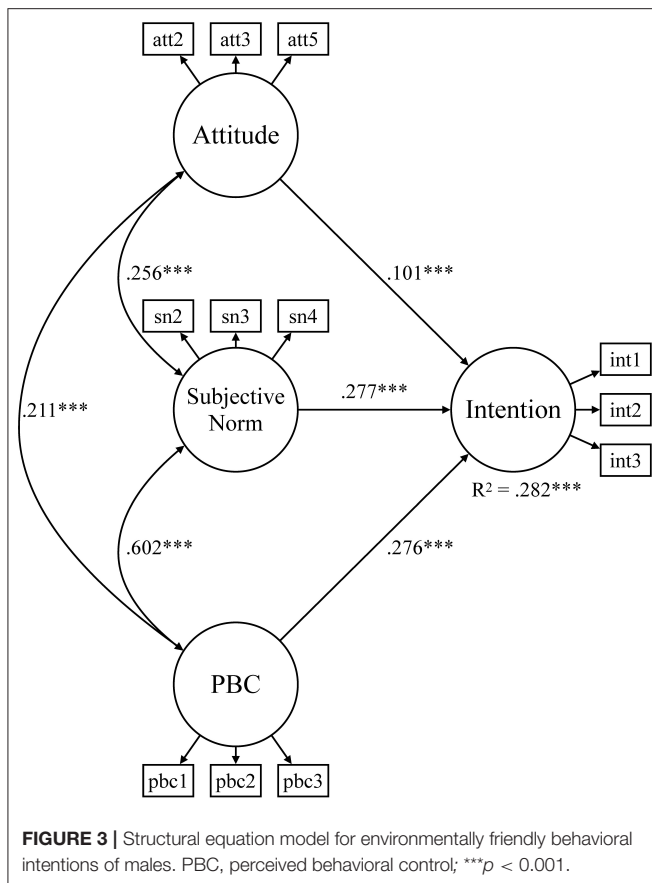 att2 att3 att5
Attitude
.256***
.101***
sn2 sn3 sn4
.211***
Subjective
Norm
.277***
Intention
int1
int2
int3
R² = .282***
.602***
.276***
PBC
pbc1 pbc2 pbc3
FIGURE 3 | Structural equation model for environmentally friendly behavioral
intentions of males. PBC, perceived behavioral control; ***p < 0.001.